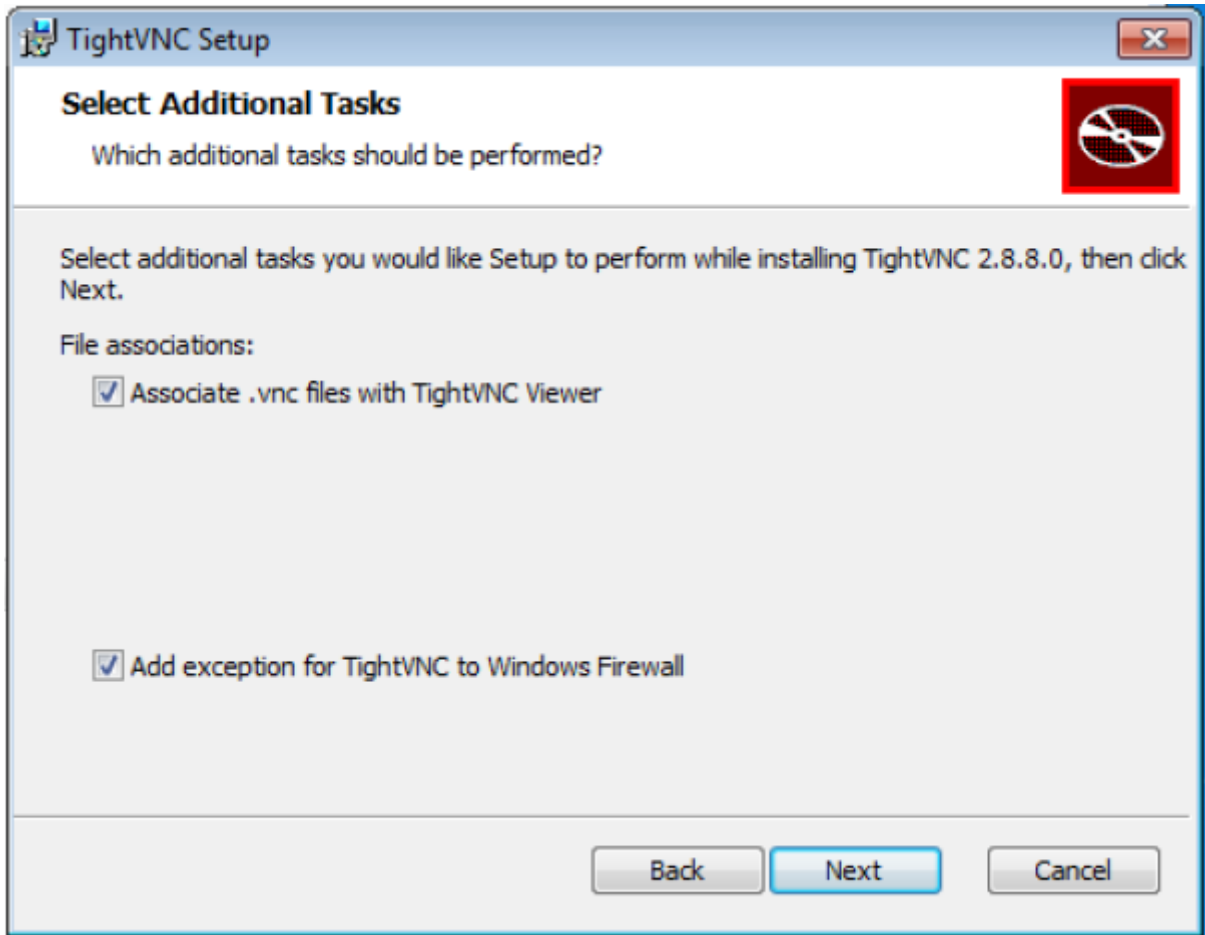 TightVNC Setup
Select Additional Tasks
Which additional tasks should be performed?
Select additional tasks you would like Setup to perform while installing TightVNC 2.8.8.0, then click
Next.
File associations:
Associate .vnc files with TightVNC Viewer
Add exception for TightVNC to Windows Firewall
Back
Next
Cancel